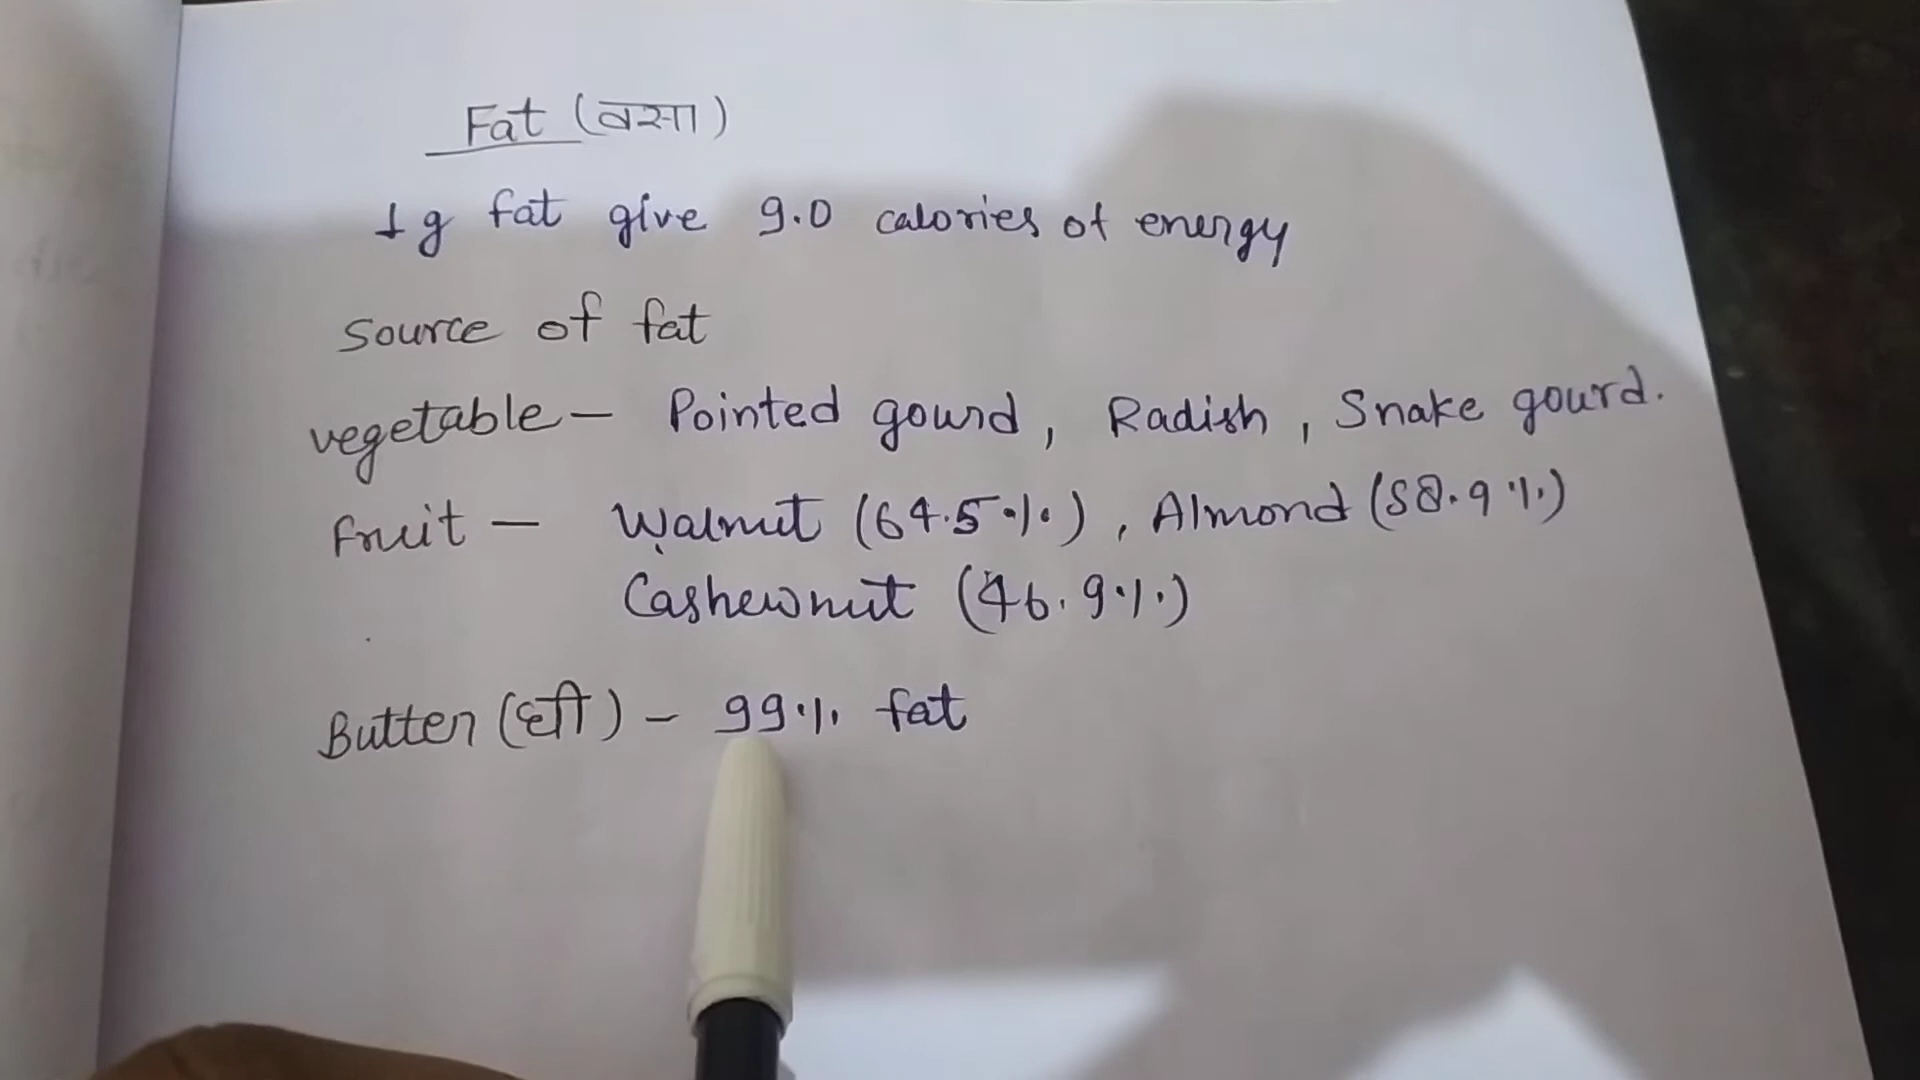 Fat (वसा)
1g fat give 9.0 calories of energy
Source of fat
vegetable – Pointed gourd, Radish, Snake gourd.
fruit – Walnut (64.5%), Almond (58.9%)
Cashewnut (46.9%)
Butter (घी) – 99% fat